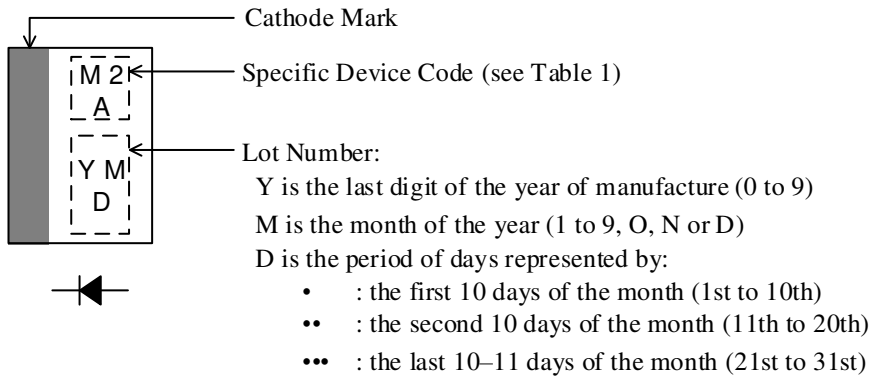 Cathode Mark
M 2
A
Specific Device Code (see Table 1)
Y M
D
Lot Number:
Y is the last digit of the year of manufacture (0 to 9)
M is the month of the year (1 to 9, O, N or D)
D is the period of days represented by:
• : the first 10 days of the month (1st to 10th)
•• : the second 10 days of the month (11th to 20th)
••• : the last 10–11 days of the month (21st to 31st)